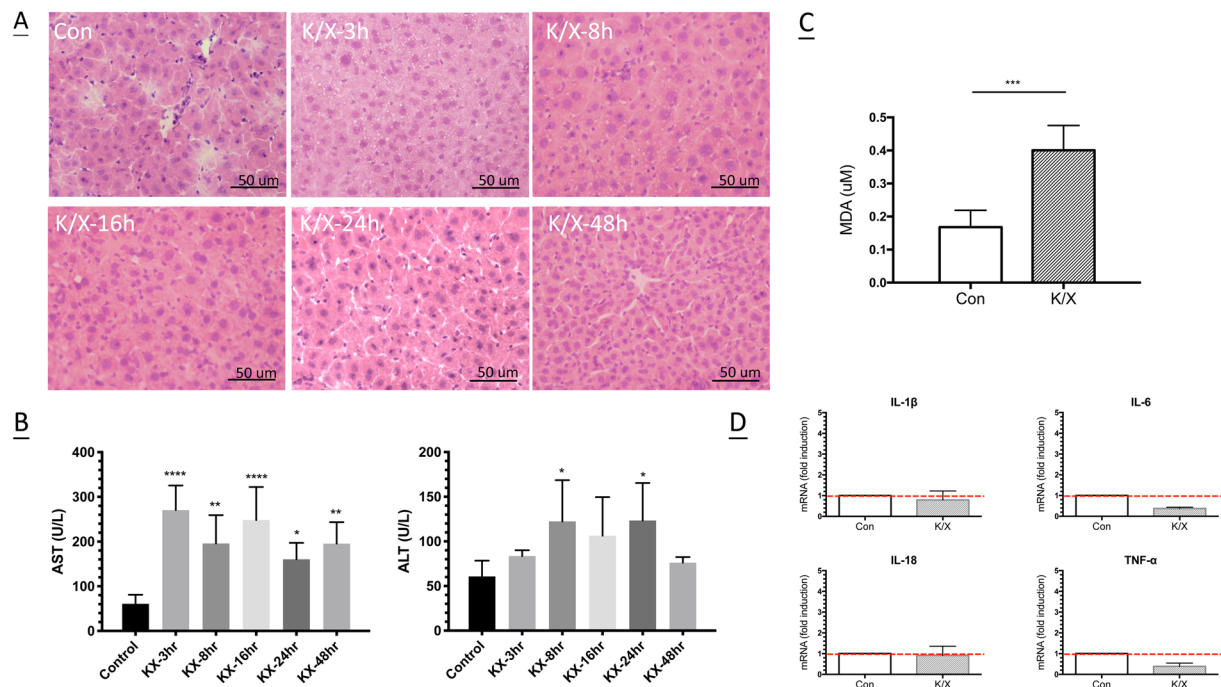 A
Con
K/X-3h
K/X-8h
50 um
50 um
50 um
K/X-16h
K/X-24h
K/X-48h
50 um
50 um
50 um
B
AST (U/L)
400
300
200
100
0
****
**
****
*
**
Control
KX-3hr
KX-8hr
KX-16hr
KX-24hr
KX-48hr
ALT (U/L)
200
150
100
50
0
*
*
Control
KX-3hr
KX-8hr
KX-16hr
KX-24hr
KX-48hr
C
***
MDA (uM)
0.5
0.4
0.3
0.2
0.1
0.0
Con
K/X
D
IL-1β
mRNA (fold induction)
5
4
3
2
1
0
Con
K/X
IL-6
mRNA (fold induction)
5
4
3
2
1
0
Con
K/X
IL-18
mRNA (fold induction)
5
4
3
2
1
0
Con
K/X
TNF-α
mRNA (fold induction)
5
4
3
2
1
0
Con
K/X